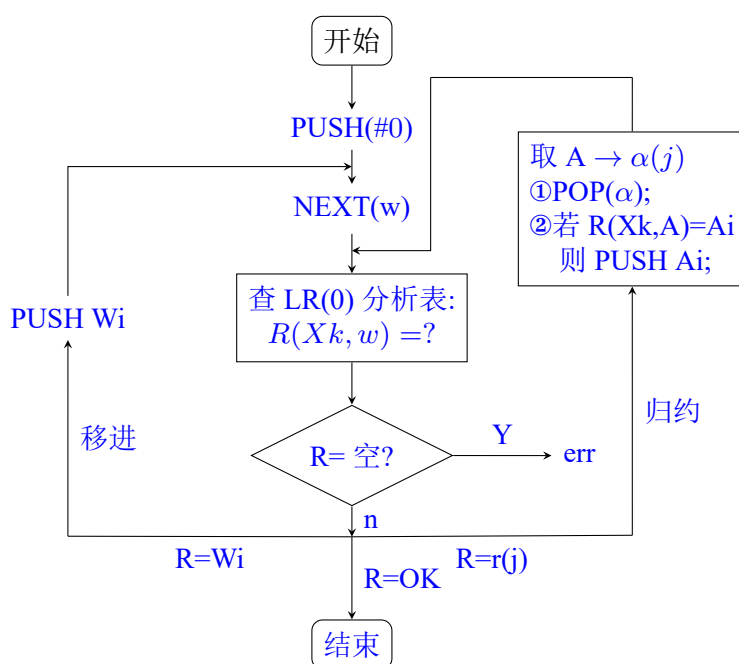 开始
PUSH(#0)
NEXT(w)
取 A → α(j)
①POP(α);
②若 R(Xk,A)=Ai
则 PUSH Ai;
查 LR(0) 分析表:
R(Xk, w) =?
PUSH Wi
移进
归约
R= 空?
Y
err
n
R=Wi
R=r(j)
R=OK
结束